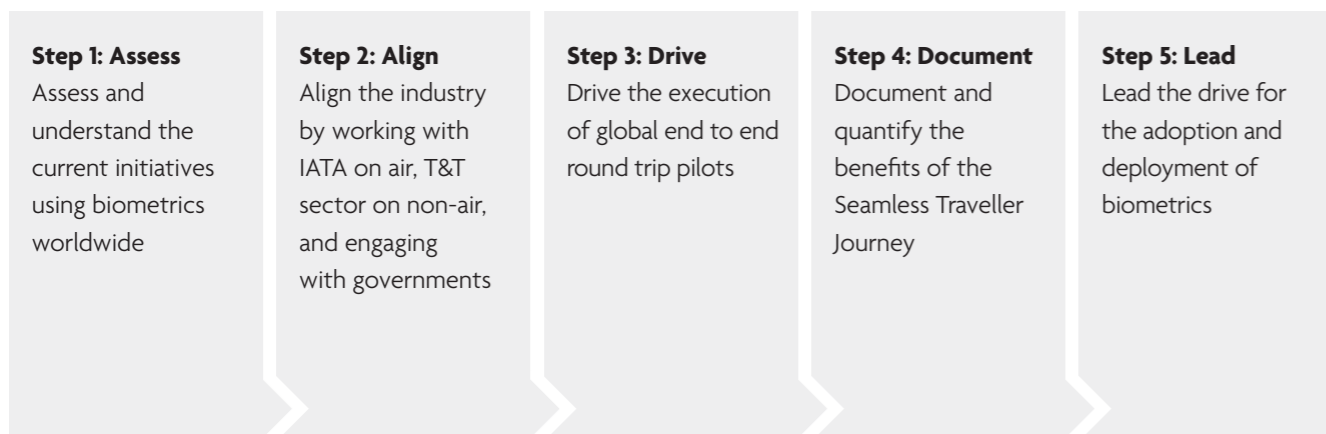 Step 1: Assess
Assess and
understand the
current initiatives
using biometrics
worldwide
Step 2: Align
Align the industry
by working with
IATA on air, T&T
sector on non-air,
and engaging
with governments
Step 3: Drive
Drive the execution
of global end to end
round trip pilots
Step 4: Document
Document and
quantify the
benefits of the
Seamless Traveller
Journey
Step 5: Lead
Lead the drive for
the adoption and
deployment of
biometrics